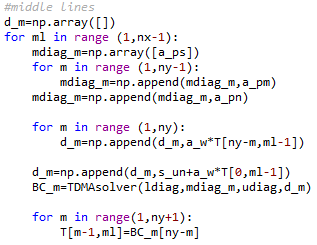 #middle lines
d_m=np.array([])
for ml in range (1,nx-1):
    mdiag_m=np.array([a_ps])
    for m in range (1,ny-1):
        mdiag_m=np.append(mdiag_m,a_pm)
    mdiag_m=np.append(mdiag_m,a_pn)

    for m in range (1,ny):
        d_m=np.append(d_m,a_w*T[ny-m,ml-1])

    d_m=np.append(d_m,s_un+a_w*T[0,ml-1])
    BC_m=TDMAsolver(ldiag,mdiag_m,udiag,d_m)

    for m in range(1,ny+1):
        T[m-1,ml]=BC_m[ny-m]